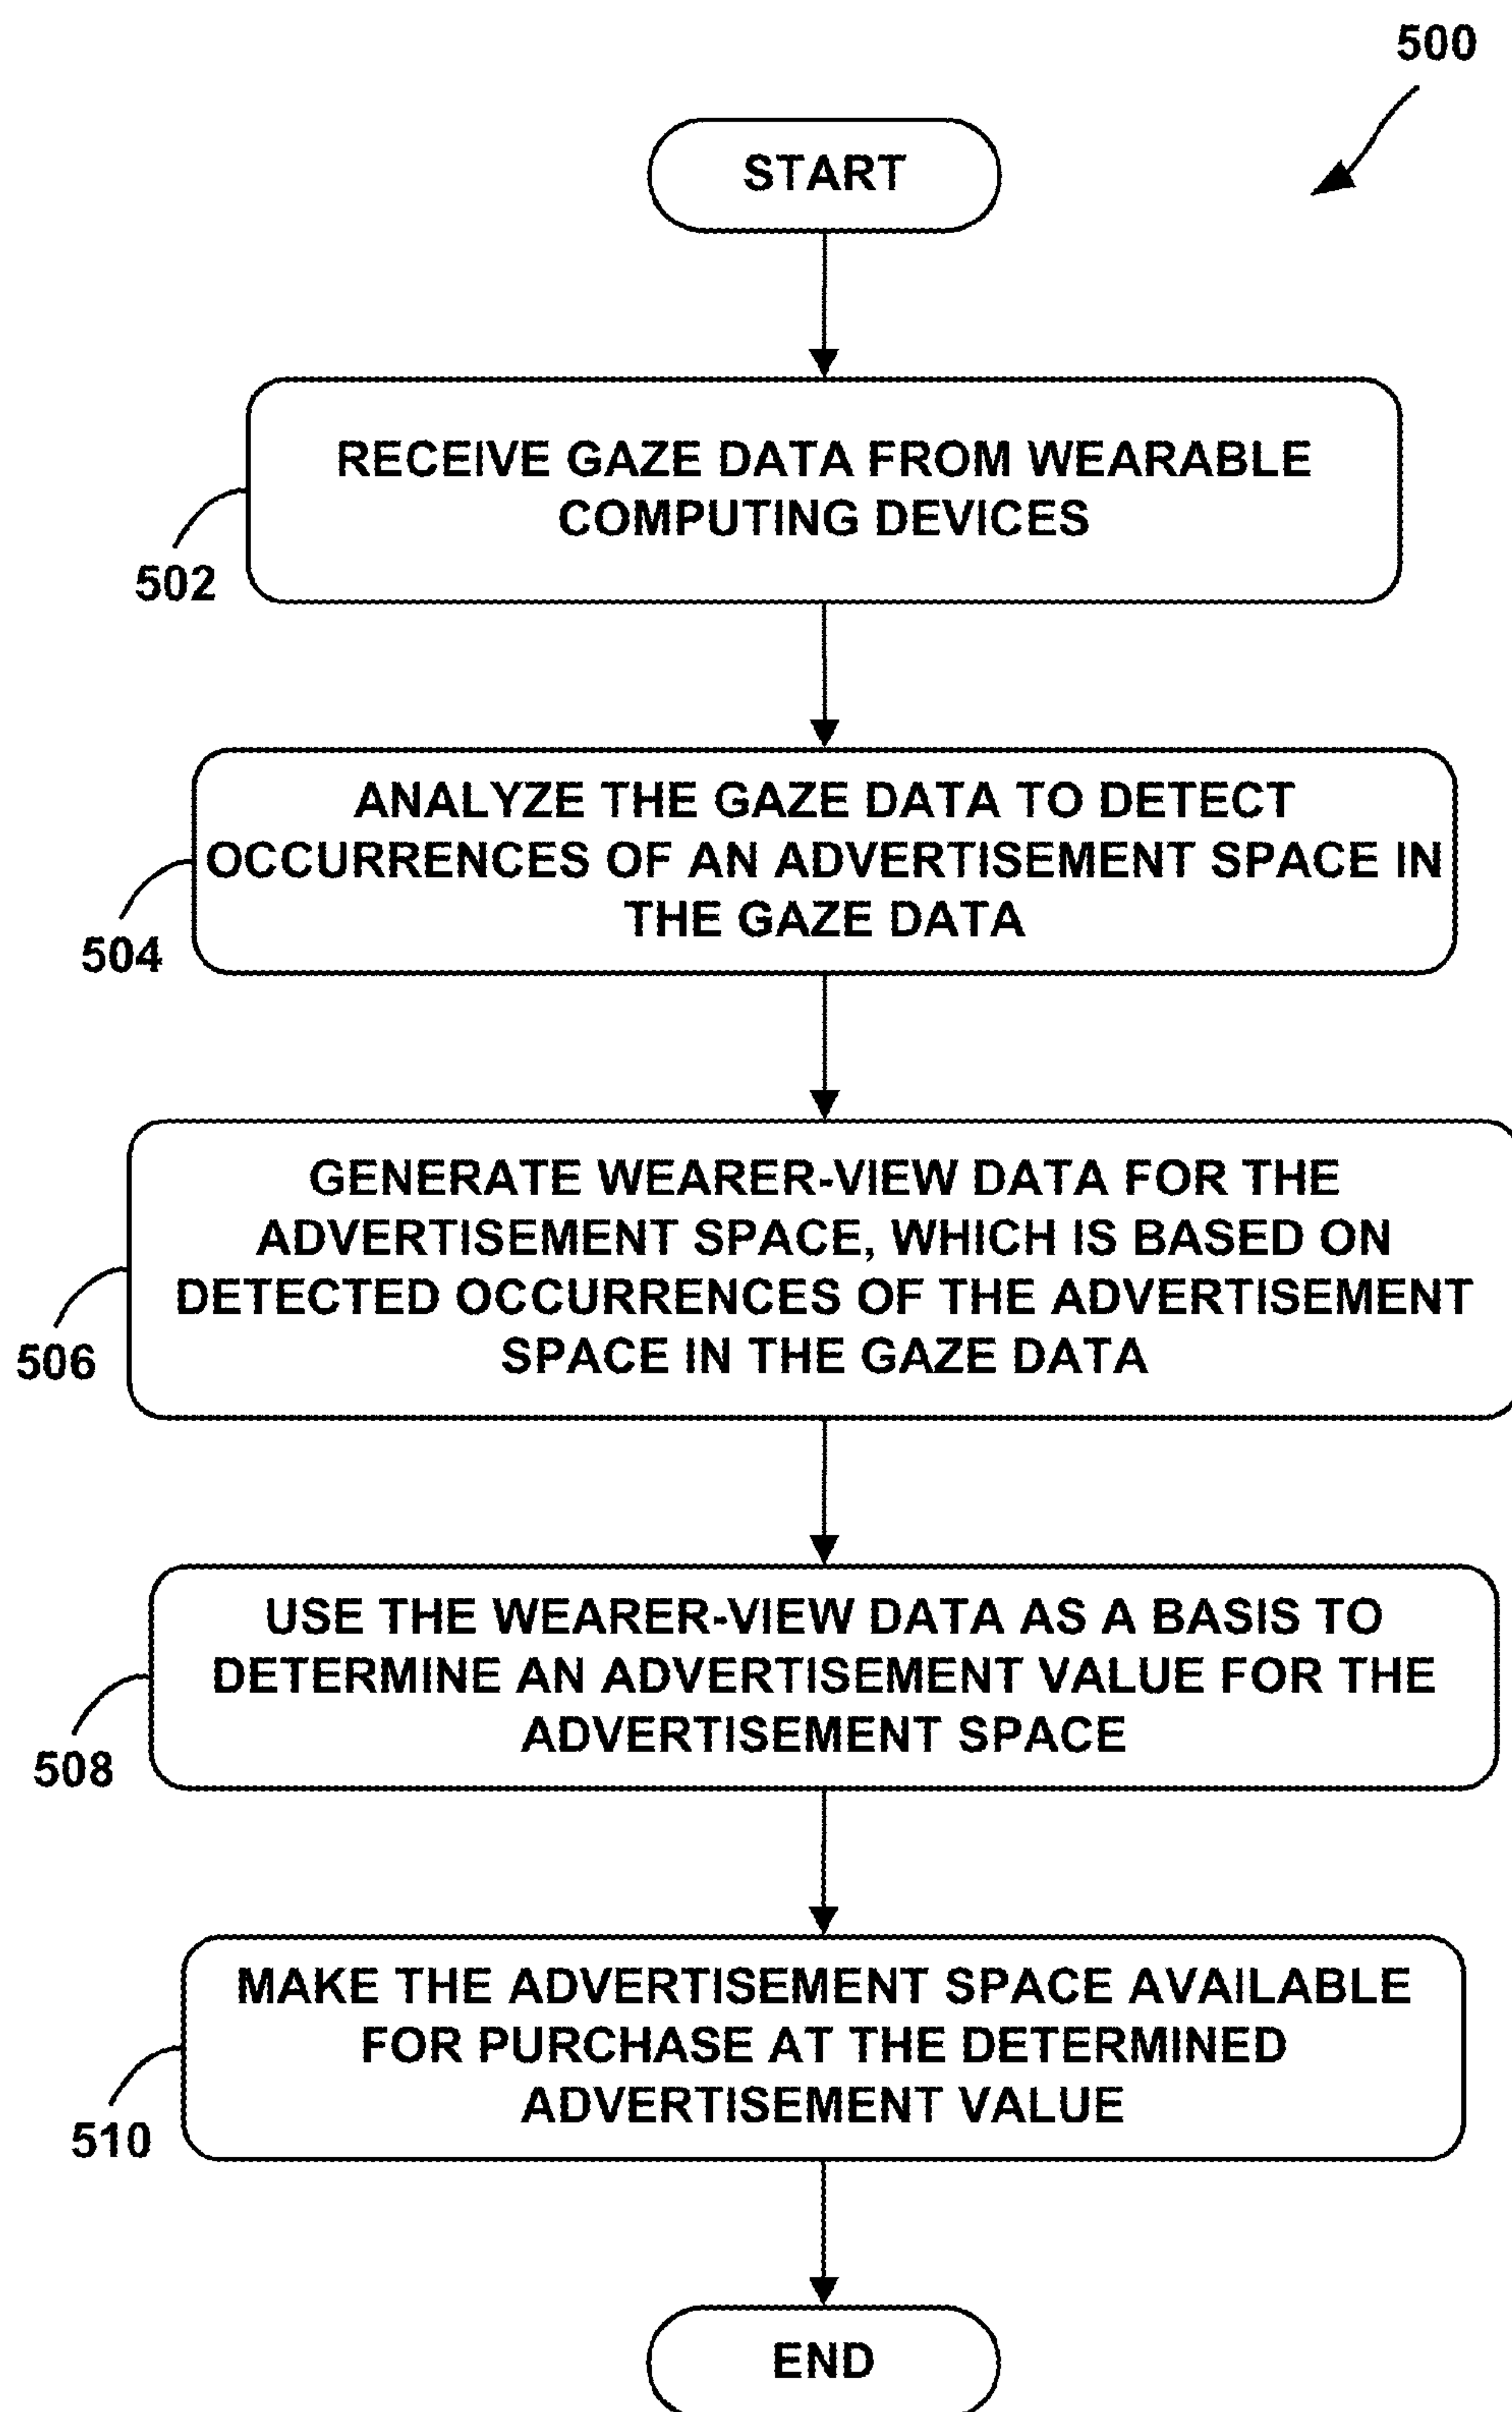 500
START
RECEIVE GAZE DATA FROM WEARABLE
COMPUTING DEVICES
502
ANALYZE THE GAZE DATA TO DETECT
OCCURRENCES OF AN ADVERTISEMENT SPACE IN
THE GAZE DATA
504
GENERATE WEARER-VIEW DATA FOR THE
ADVERTISEMENT SPACE, WHICH IS BASED ON
DETECTED OCCURRENCES OF THE ADVERTISEMENT
SPACE IN THE GAZE DATA
506
USE THE WEARER-VIEW DATA AS A BASIS TO
DETERMINE AN ADVERTISEMENT VALUE FOR THE
ADVERTISEMENT SPACE
508
MAKE THE ADVERTISEMENT SPACE AVAILABLE
FOR PURCHASE AT THE DETERMINED
ADVERTISEMENT VALUE
510
END